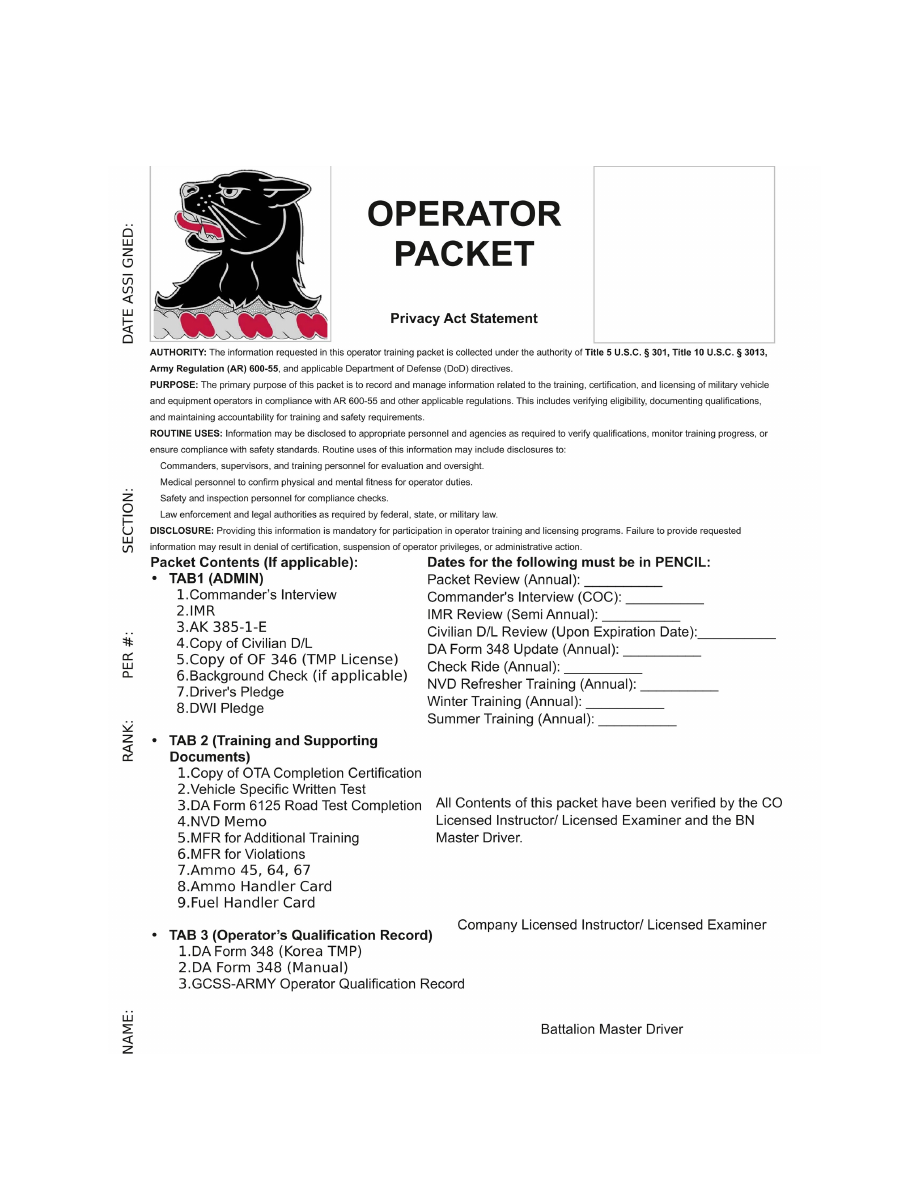 OPERATOR
PACKET
Privacy Act Statement
DATE ASSI GNED:
SECTION:
PER #:
RANK:
NAME:
AUTHORITY: The information requested in this operator training packet is collected under the authority of Title 5 U.S.C. § 301, Title 10 U.S.C. § 3013,
Army Regulation (AR) 600-55, and applicable Department of Defense (DoD) directives.
PURPOSE: The primary purpose of this packet is to record and manage information related to the training, certification, and licensing of military vehicle
and equipment operators in compliance with AR 600-55 and other applicable regulations. This includes verifying eligibility, documenting qualifications,
and maintaining accountability for training and safety requirements.
ROUTINE USES: Information may be disclosed to appropriate personnel and agencies as required to verify qualifications, monitor training progress, or
ensure compliance with safety standards. Routine uses of this information may include disclosures to:
Commanders, supervisors, and training personnel for evaluation and oversight.
Medical personnel to confirm physical and mental fitness for operator duties.
Safety and inspection personnel for compliance checks.
Law enforcement and legal authorities as required by federal, state, or military law.
DISCLOSURE: Providing this information is mandatory for participation in operator training and licensing programs. Failure to provide requested
information may result in denial of certification, suspension of operator privileges, or administrative action.
Packet Contents (If applicable):
• TAB1 (ADMIN)
1.Commander's Interview
2.IMR
3.AK 385-1-E
4.Copy of Civilian D/L
5.Copy of OF 346 (TMP License)
6.Background Check (if applicable)
7.Driver's Pledge
8.DWI Pledge
• TAB 2 (Training and Supporting
Documents)
1.Copy of OTA Completion Certification
2.Vehicle Specific Written Test
3.DA Form 6125 Road Test Completion
4.NVD Memo
5.MFR for Additional Training
6.MFR for Violations
7.Ammo 45, 64, 67
8.Ammo Handler Card
9.Fuel Handler Card
• TAB 3 (Operator's Qualification Record)
1.DA Form 348 (Korea TMP)
2.DA Form 348 (Manual)
3.GCSS-ARMY Operator Qualification Record
Dates for the following must be in PENCIL:
Packet Review (Annual): __________
Commander's Interview (COC): __________
IMR Review (Semi Annual): __________
Civilian D/L Review (Upon Expiration Date):__________
DA Form 348 Update (Annual): __________
Check Ride (Annual): __________
NVD Refresher Training (Annual): __________
Winter Training (Annual): __________
Summer Training (Annual): __________
All Contents of this packet have been verified by the CO
Licensed Instructor/ Licensed Examiner and the BN
Master Driver.
Company Licensed Instructor/ Licensed Examiner
Battalion Master Driver